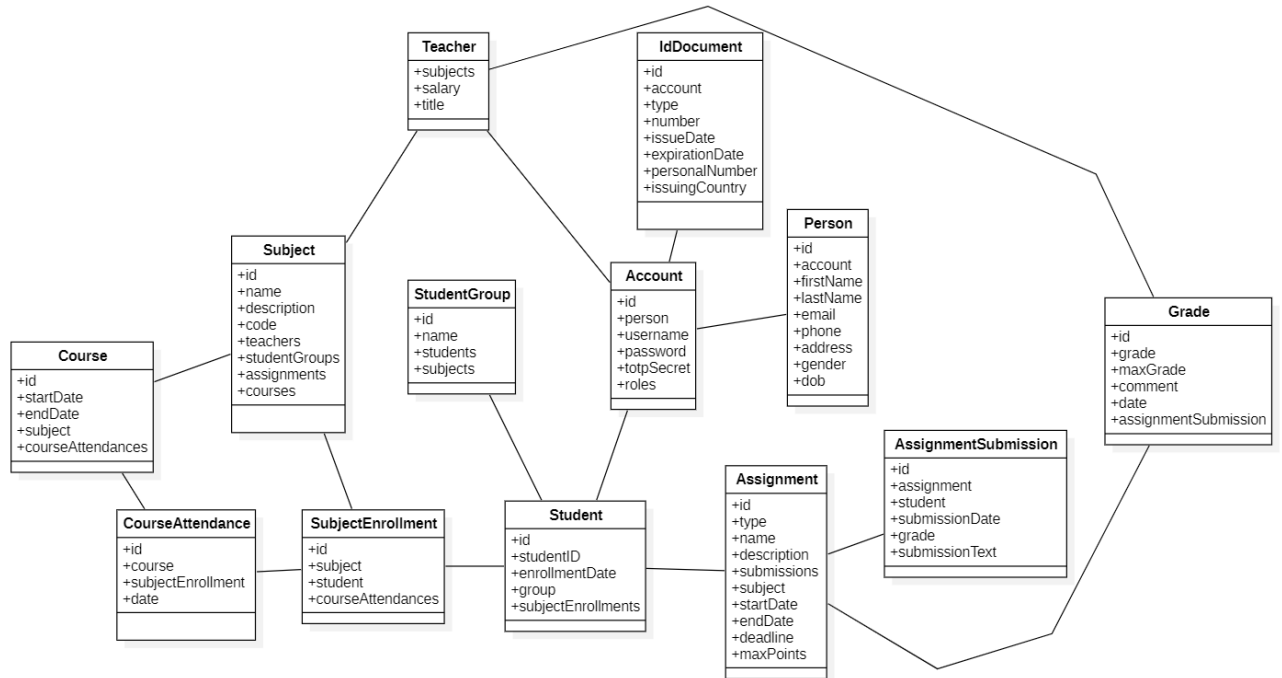 Teacher
+subjects
+salary
+title
IdDocument
+id
+account
+type
+number
+issueDate
+expirationDate
+personalNumber
+issuingCountry
Person
+id
+account
+firstName
+lastName
+email
+phone
+address
+gender
+dob
Subject
+id
+name
+description
+code
+teachers
+studentGroups
+assignments
+courses
StudentGroup
+id
+name
+students
+subjects
Account
+id
+person
+username
+password
+totpSecret
+roles
Grade
+id
+grade
+maxGrade
+comment
+date
+assignmentSubmission
Course
+id
+startDate
+endDate
+subject
+courseAttendances
AssignmentSubmission
+id
+assignment
+student
+submissionDate
+grade
+submissionText
Assignment
+id
+type
+name
+description
+submissions
+subject
+startDate
+endDate
+deadline
+maxPoints
CourseAttendance
+id
+course
+subjectEnrollment
+date
SubjectEnrollment
+id
+subject
+student
+courseAttendances
Student
+id
+studentID
+enrollmentDate
+group
+subjectEnrollments